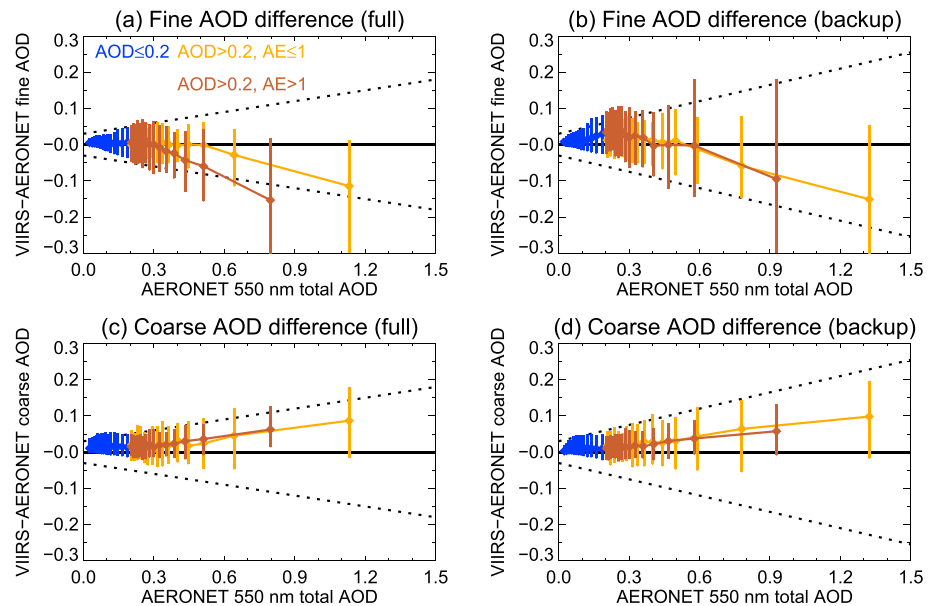 (a) Fine AOD difference (full)
VIIRS−AERONET fine AOD
0.3
0.2
0.1
−0.0
−0.1
−0.2
−0.3
AOD≤0.2 AOD>0.2, AE≤1
AOD>0.2, AE>1
0.0 0.3 0.6 0.9 1.2 1.5
AERONET 550 nm total AOD
(b) Fine AOD difference (backup)
VIIRS−AERONET fine AOD
0.3
0.2
0.1
−0.0
−0.1
−0.2
−0.3
0.0 0.3 0.6 0.9 1.2 1.5
AERONET 550 nm total AOD
(c) Coarse AOD difference (full)
VIIRS−AERONET coarse AOD
0.3
0.2
0.1
−0.0
−0.1
−0.2
−0.3
0.0 0.3 0.6 0.9 1.2 1.5
AERONET 550 nm total AOD
(d) Coarse AOD difference (backup)
VIIRS−AERONET coarse AOD
0.3
0.2
0.1
−0.0
−0.1
−0.2
−0.3
0.0 0.3 0.6 0.9 1.2 1.5
AERONET 550 nm total AOD